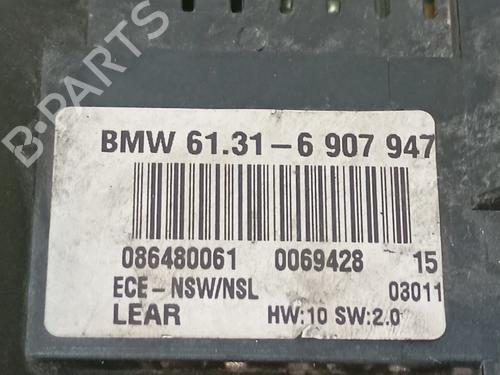 B-PARTS
BMW 61.31-6 907 947
086480061 0069428 15
ECE-NSW/NSL 03011
LEAR HW:10 SW:2.0